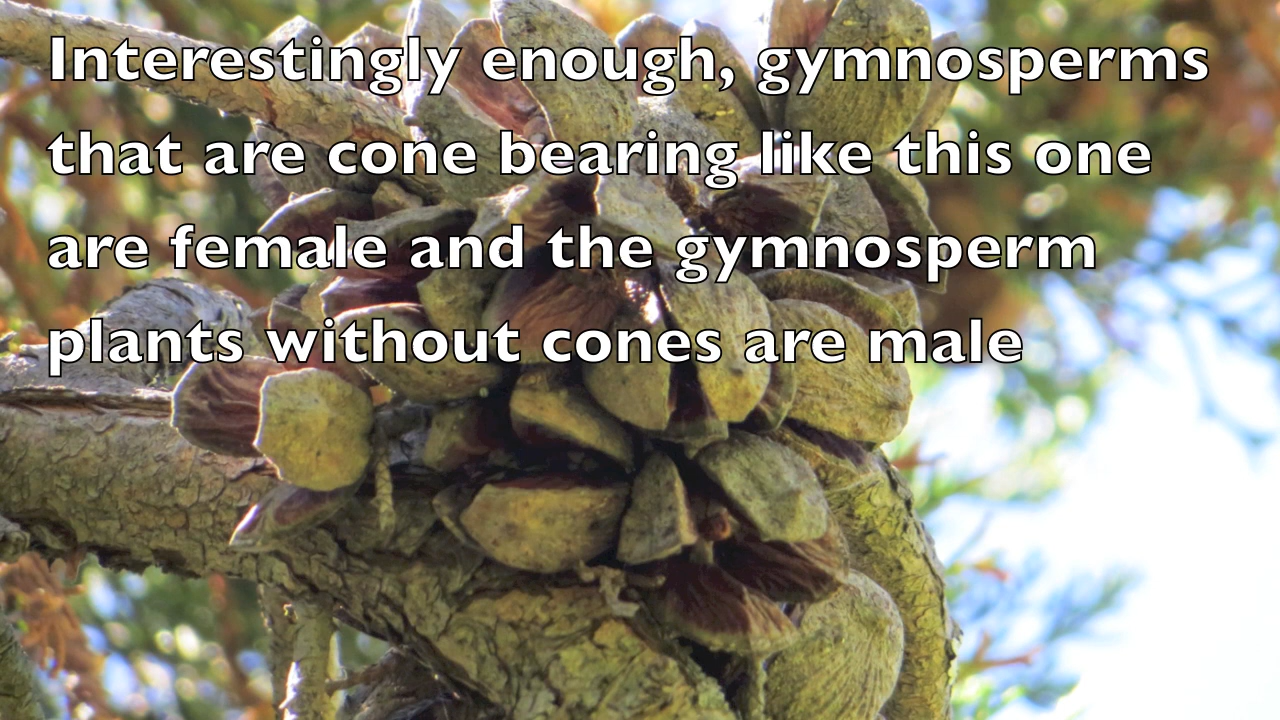 Interestingly enough, gymnosperms
that are cone bearing like this one
are female and the gymnosperm
plants without cones are male